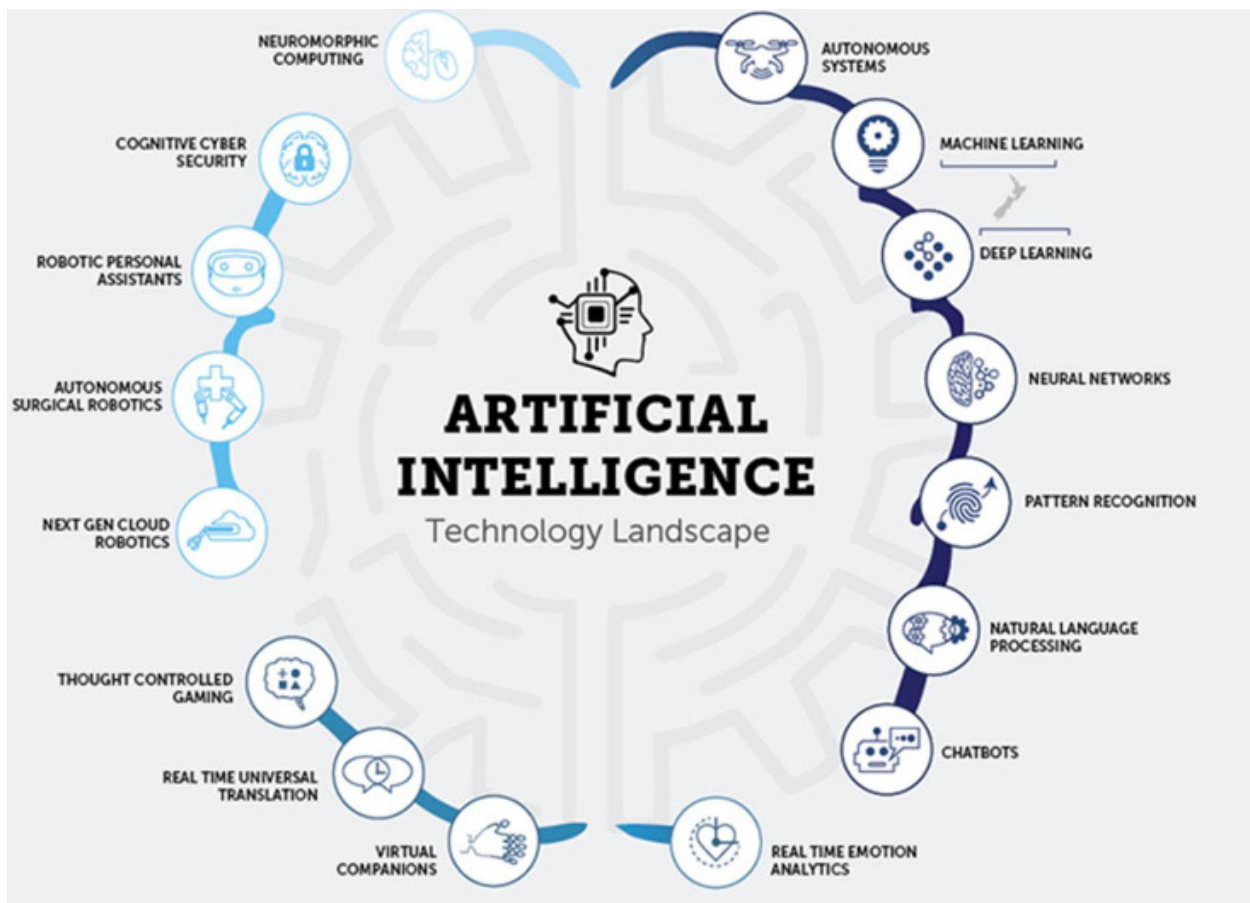 NEUROMORPHIC
COMPUTING
AUTONOMOUS
SYSTEMS
COGNITIVE CYBER
SECURITY
MACHINE LEARNING
ROBOTIC PERSONAL
ASSISTANTS
DEEP LEARNING
ARTIFICIAL
INTELLIGENCE
Technology Landscape
AUTONOMOUS
SURGICAL ROBOTICS
NEURAL NETWORKS
NEXT GEN CLOUD
ROBOTICS
PATTERN RECOGNITION
NATURAL LANGUAGE
PROCESSING
THOUGHT CONTROLLED
GAMING
CHATBOTS
REAL TIME UNIVERSAL
TRANSLATION
VIRTUAL
COMPANIONS
REAL TIME EMOTION
ANALYTICS